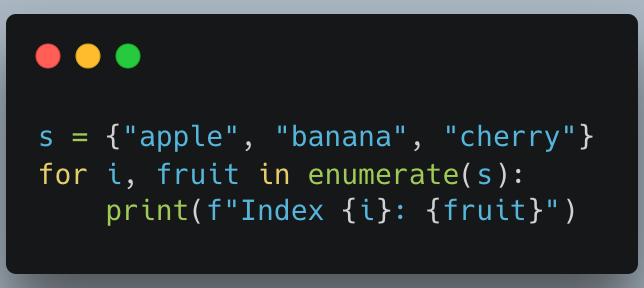 s = {"apple", "banana", "cherry"}
for i, fruit in enumerate(s):
    print(f"Index {i}: {fruit}")